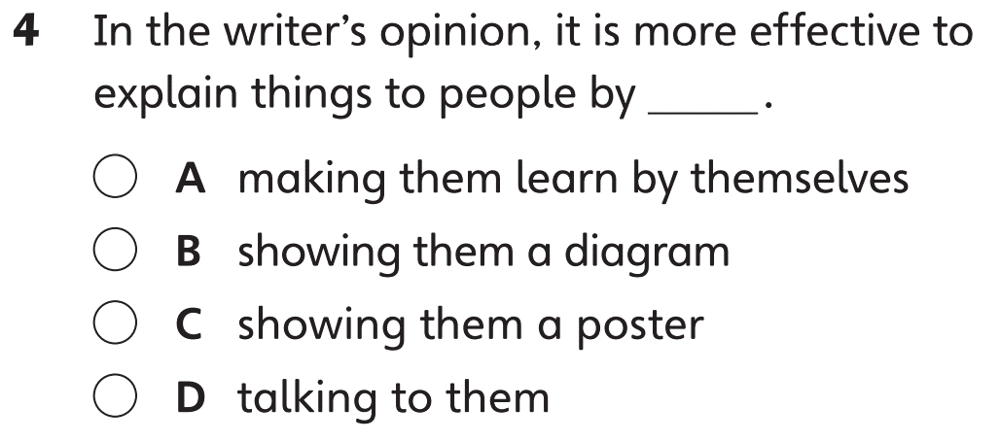 4 In the writer’s opinion, it is more effective to
explain things to people by _____.
A making them learn by themselves
B showing them a diagram
C showing them a poster
D talking to them